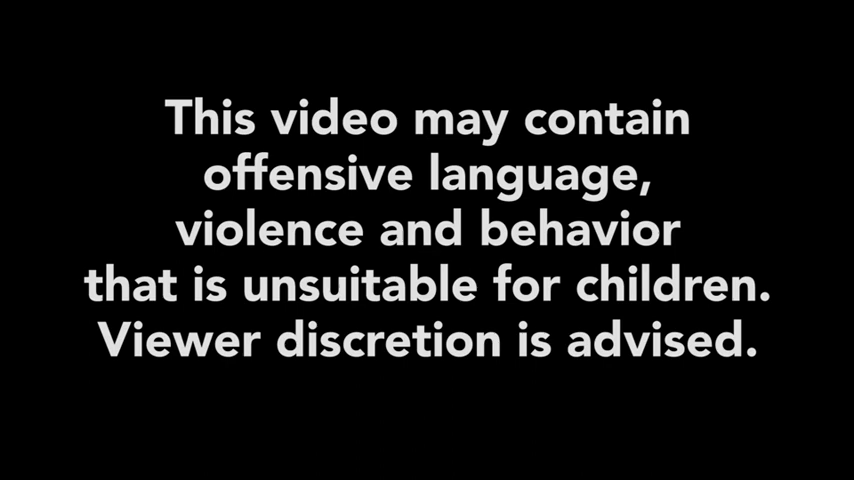 This video may contain
offensive language,
violence and behavior
that is unsuitable for children.
Viewer discretion is advised.